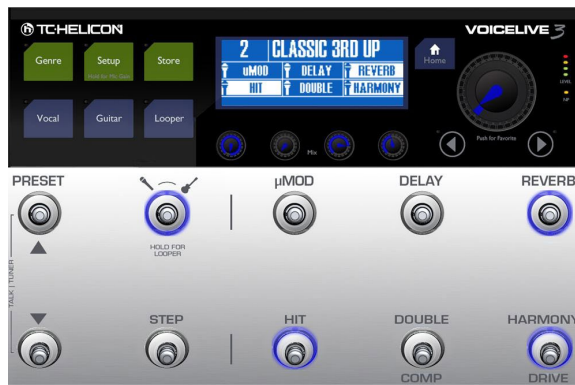 TC·HELICON
VOICELIVE 3
Genre
Setup
Hold for Mic Gain
Store
2 CLASSIC 3RD UP
uMOD DELAY REVERB
HIT DOUBLE HARMONY
Home
LEVEL
Vocal
Guitar
Looper
Mix
Push for Favorite
PRESET
µMOD
DELAY
REVERB
HOLD FOR
LOOPER
TALK | TUNER
STEP
HIT
DOUBLE
HARMONY
COMP
DRIVE